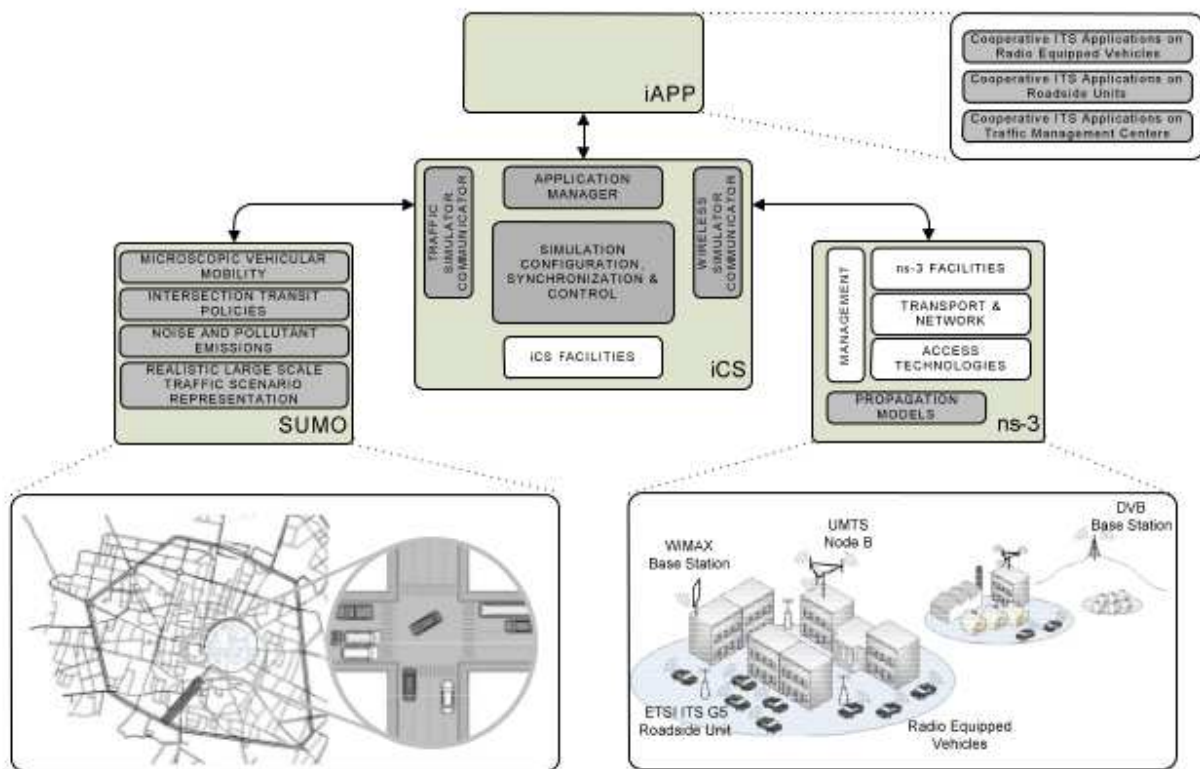 iAPP
Cooperative ITS Applications on
Radio Equipped Vehicles
Cooperative ITS Applications on
Roadside Units
Cooperative ITS Applications on
Traffic Management Centers
TRAFFIC
SIMULATOR
COMMUNICATOR
APPLICATION
MANAGER
SIMULATION
CONFIGURATION,
SYNCHRONIZATION &
CONTROL
iCS FACILITIES
WIRELESS
SIMULATOR
COMMUNICATOR
iCS
MICROSCOPIC VEHICULAR
MOBILITY
INTERSECTION TRANSIT
POLICIES
NOISE AND POLLUTANT
EMISSIONS
REALISTIC LARGE SCALE
TRAFFIC SCENARIO
REPRESENTATION
SUMO
MANAGEMENT
ns-3 FACILITIES
TRANSPORT &
NETWORK
ACCESS
TECHNOLOGIES
PROPAGATION
MODELS
ns-3
WiMAX
Base Station
UMTS
Node B
DVB
Base Station
ETSI ITS G5
Roadside Unit
Radio Equipped
Vehicles